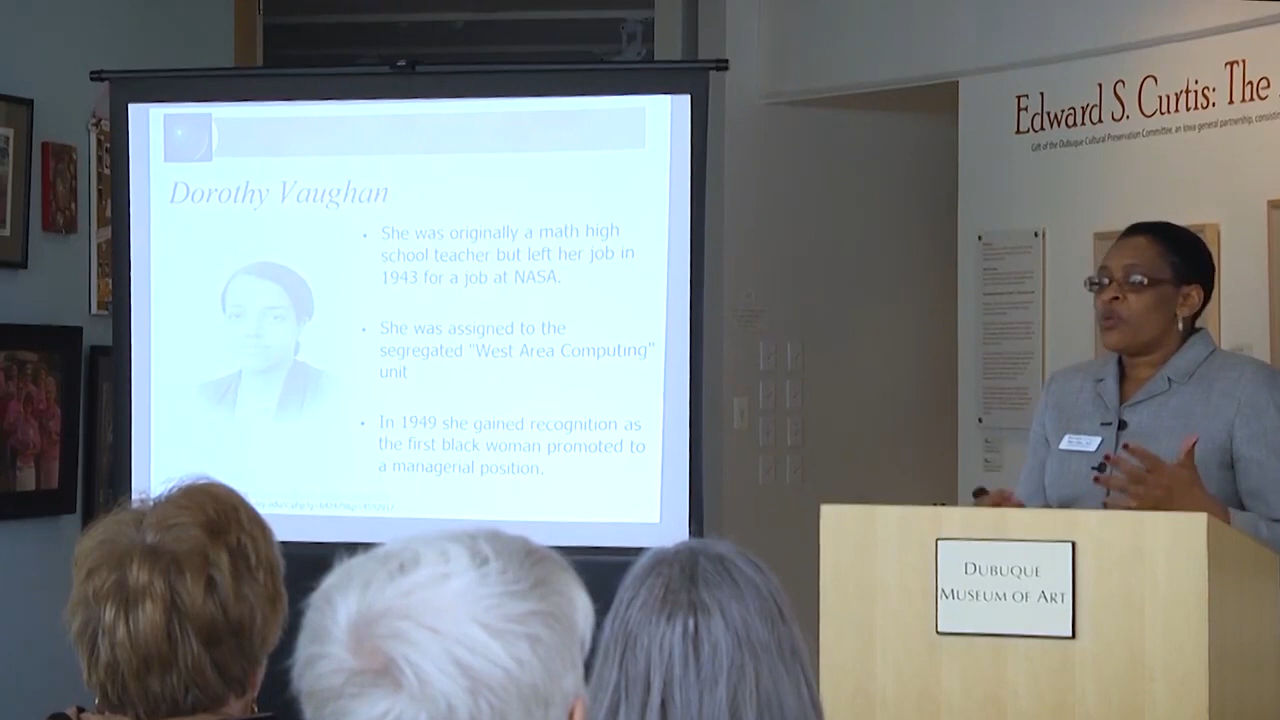 Dorothy Vaughan
• She was originally a math high
school teacher but left her job in
1943 for a job at NASA.
• She was assigned to the
segregated "West Area Computing"
unit
• In 1949 she gained recognition as
the first black woman promoted to
a managerial position.
Edward S. Curtis: The
Gift of the Dubuque Cultural Preservation Committee, an Iowa general partnership,
DUBUQUE
MUSEUM OF ART